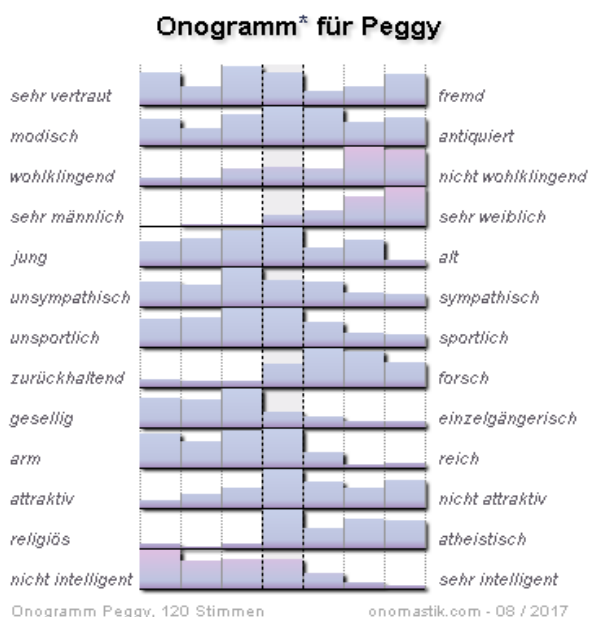 Onogramm* für Peggy
sehr vertraut fremd
modisch antiquiert
wohlklingend nicht wohlklingend
sehr männlich sehr weiblich
jung alt
unsympathisch sympathisch
unsportlich sportlich
zurückhaltend forsch
gesellig einzelgängerisch
arm reich
attraktiv nicht attraktiv
religiös atheistisch
nicht intelligent sehr intelligent
Onogramm Peggy, 120 Stimmen onomastik.com - 08 / 2017